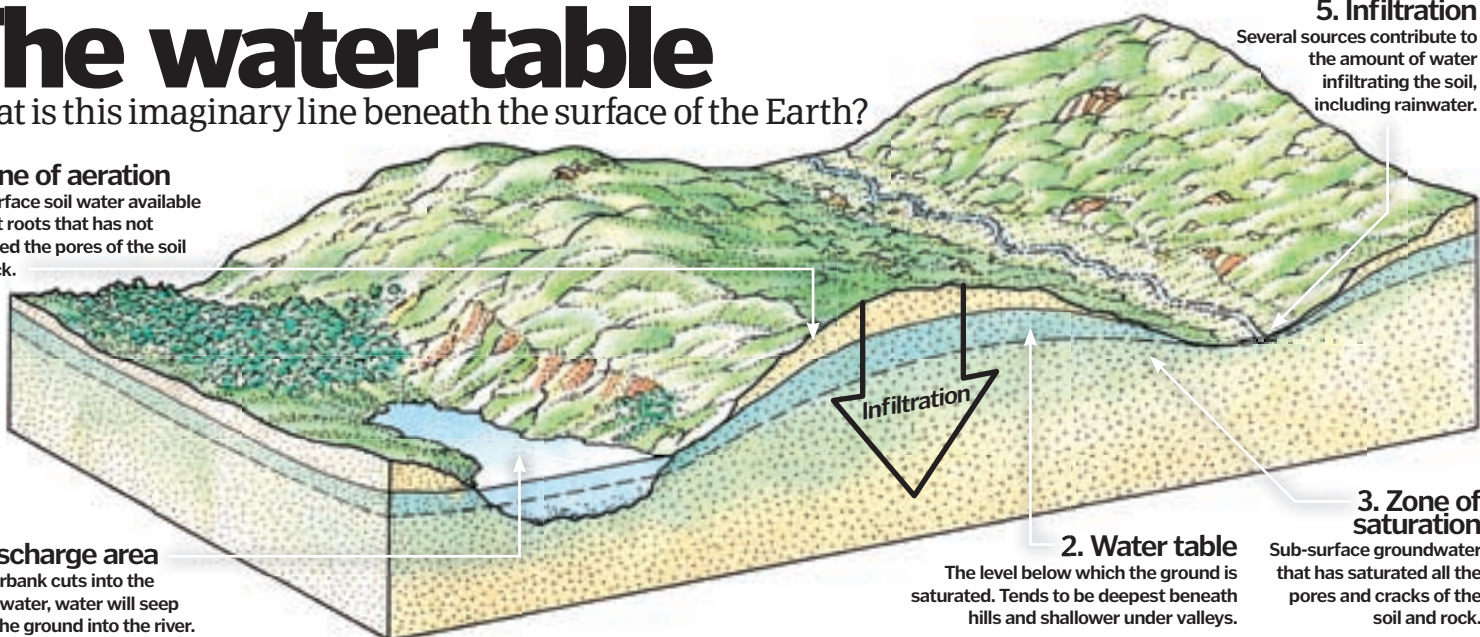 The water table
at is this imaginary line beneath the surface of the Earth?
ne of aeration
rface soil water available
t roots that has not
ed the pores of the soil
ck.
5. Infiltration
Several sources contribute to
the amount of water
infiltrating the soil,
including rainwater.
Infiltration
scharge area
rbank cuts into the
water, water will seep
he ground into the river.
2. Water table
The level below which the ground is
saturated. Tends to be deepest beneath
hills and shallower under valleys.
3. Zone of
saturation
Sub-surface groundwater
that has saturated all the
pores and cracks of the
soil and rock.